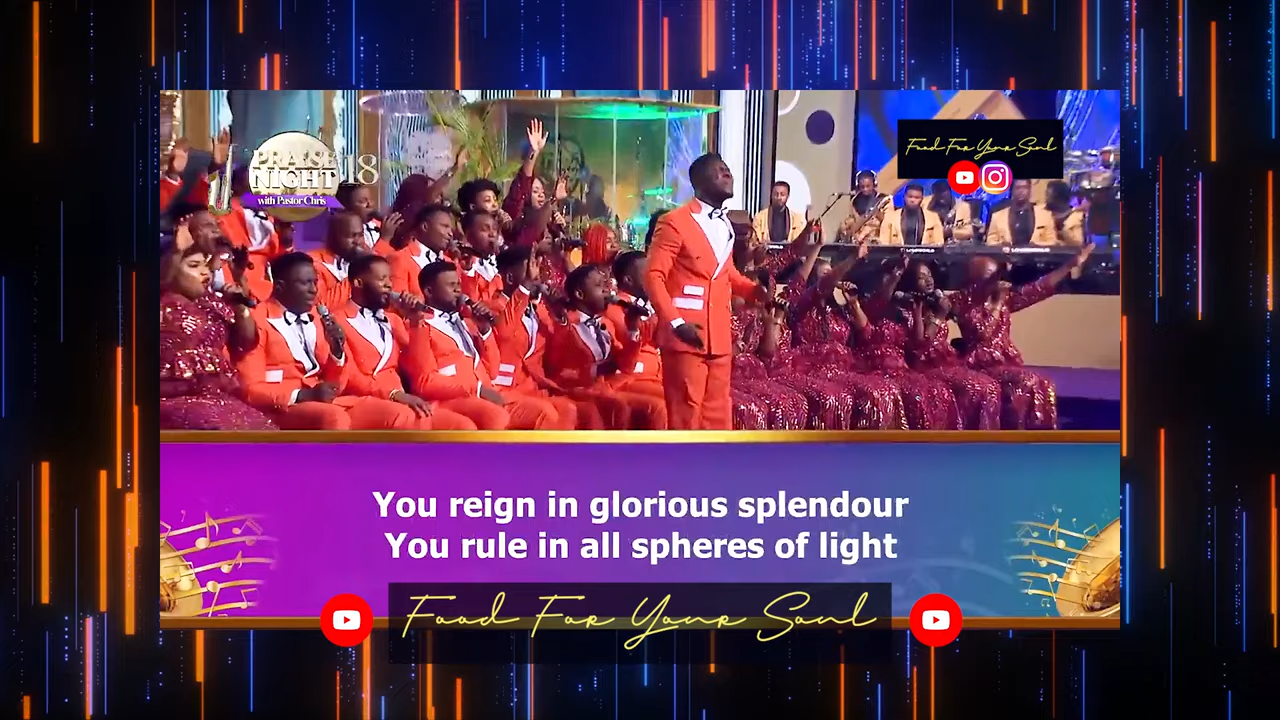 PRAISE
NIGHT 18
with Pastor Chris
Food For Your Soul
You reign in glorious splendour
You rule in all spheres of light
Food For Your Soul